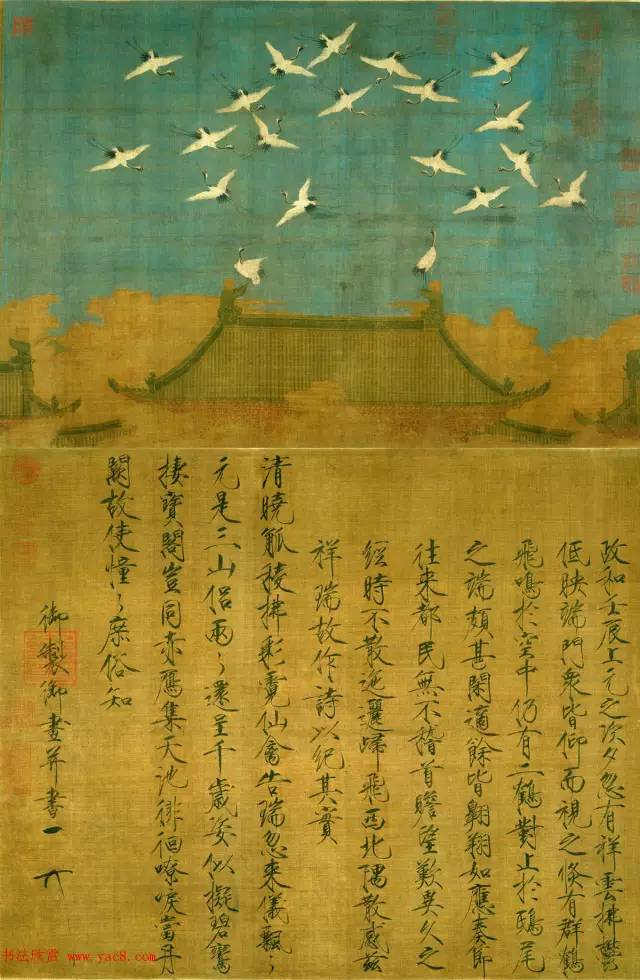 政和壬辰上元之次夕忽有祥雲拂鬱
低映端門衆皆仰而視之倏有群鶴
飛鳴於空中仍有二鶴對止於鴟尾
之端頗甚閑適餘皆翱翔如應奏節
往來都民無不稽首瞻望歎異久之
經時不散迤邐歸飛西北隅散感茲
祥瑞故作詩以紀其實
清曉觚稜拂彩霓仙禽告瑞忽來儀飄〻
元是三山侶兩〻還呈千歲姿似擬碧鸞
棲寶閣豈同赤鴈集天池徘徊嘹唳當丹
闕故使憧〻庶俗知
御製御畫并書
书法欣赏 www.yac8.com